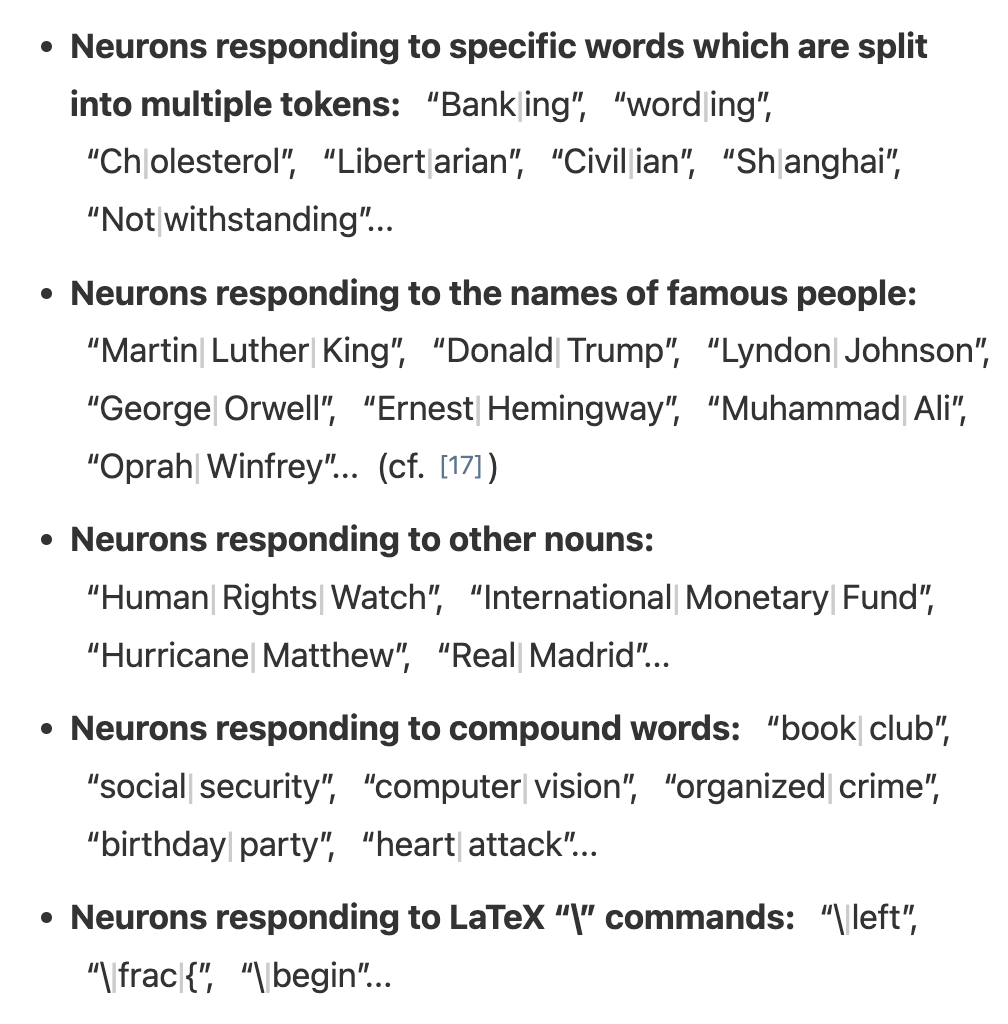 • Neurons responding to specific words which are split
into multiple tokens: “Bank|ing”, “word|ing”,
“Ch|olesterol”, “Libert|arian”, “Civil|ian”, “Sh|anghai”,
“Not|withstanding”...
• Neurons responding to the names of famous people:
“Martin| Luther| King”, “Donald| Trump”, “Lyndon| Johnson”,
“George| Orwell”, “Ernest| Hemingway”, “Muhammad| Ali”,
“Oprah| Winfrey”... (cf. [17])
• Neurons responding to other nouns:
“Human| Rights| Watch”, “International| Monetary| Fund”,
“Hurricane| Matthew”, “Real| Madrid”...
• Neurons responding to compound words: “book| club”,
“social| security”, “computer| vision”, “organized| crime”,
“birthday| party”, “heart| attack”...
• Neurons responding to LaTeX “\” commands: “\|left”,
“\|frac|{”, “\|begin”...